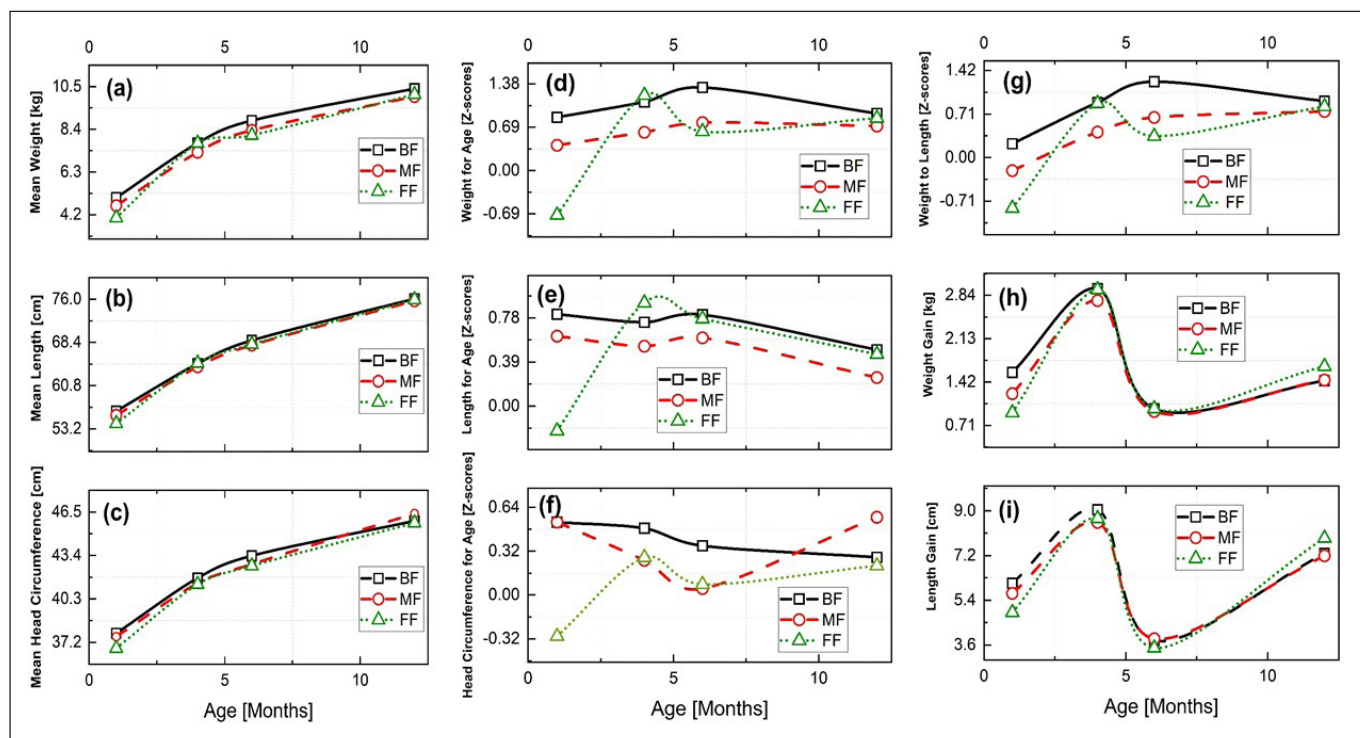 0 5 10 0 5 10 0 5 10
(a)
Mean Weight [kg]
10.5
8.4
6.3
4.2
BF
MF
FF
(d)
Weight for Age [Z-scores]
1.38
0.69
0.00
-0.69
BF
MF
FF
(g)
Weight to Length [Z-scores]
1.42
0.71
0.00
-0.71
BF
MF
FF
(b)
Mean Length [cm]
76.0
68.4
60.8
53.2
BF
MF
FF
(e)
Length for Age [Z-scores]
0.78
0.39
0.00
BF
MF
FF
(h)
Weight Gain [kg]
2.84
2.13
1.42
0.71
BF
MF
FF
(c)
Mean Head Circumference [cm]
46.5
43.4
40.3
37.2
BF
MF
FF
(f)
Head Circumference for Age [Z-scores]
0.64
0.32
0.00
-0.32
BF
MF
FF
(i)
Length Gain [cm]
9.0
7.2
5.4
3.6
BF
MF
FF
0 5 10 0 5 10 0 5 10
Age [Months] Age [Months] Age [Months]